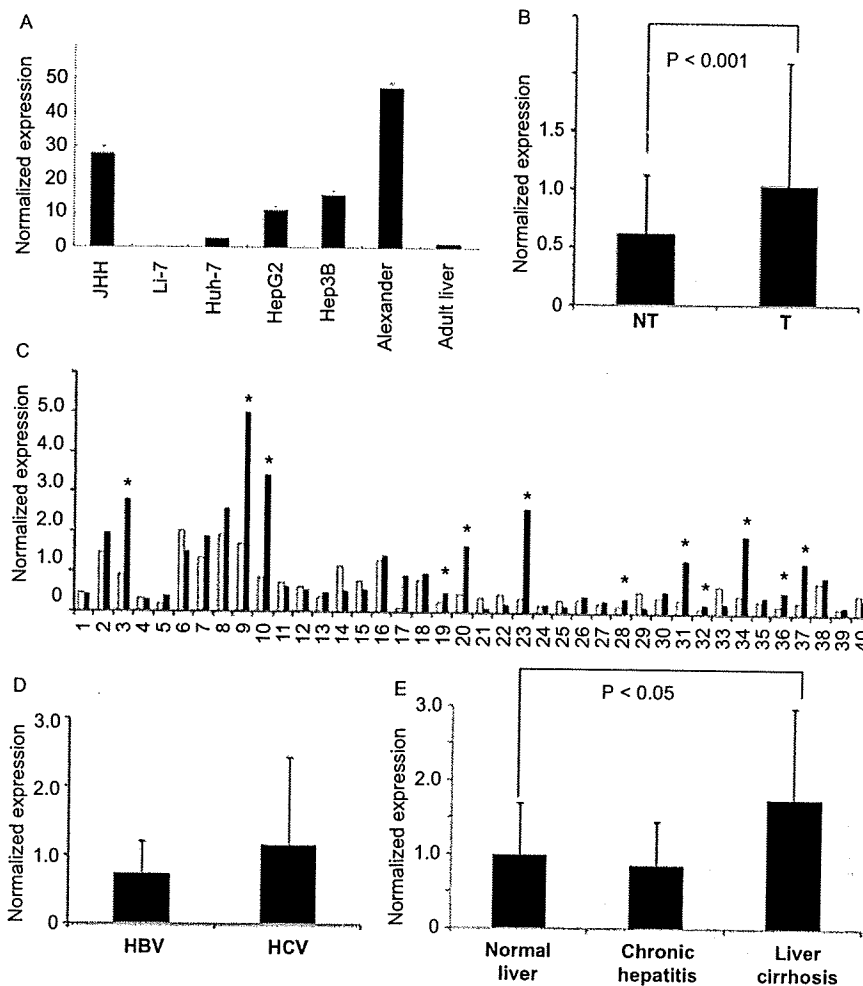 A
Normalized expression
50
40
30
20
10
0
JHH
Li-7
Huh-7
HepG2
Hep3B
Alexander
Adult liver
B
Normalized expression
1.5
1.0
0.5
0
P < 0.001
NT
T
C
Normalized expression
5.0
4.0
3.0
2.0
1.0
0
* * * * * * * * * * * *
1 2 3 4 5 6 7 8 9 10 11 12 13 14 15 16 17 18 19 20 21 22 23 24 25 26 27 28 29 30 31 32 33 34 35 36 37 38 39 40
D
Normalized expression
3.0
2.0
1.0
0
HBV
HCV
E
Normalized expression
3.0
2.0
1.0
0
P < 0.05
Normal
liver
Chronic
hepatitis
Liver
cirrhosis